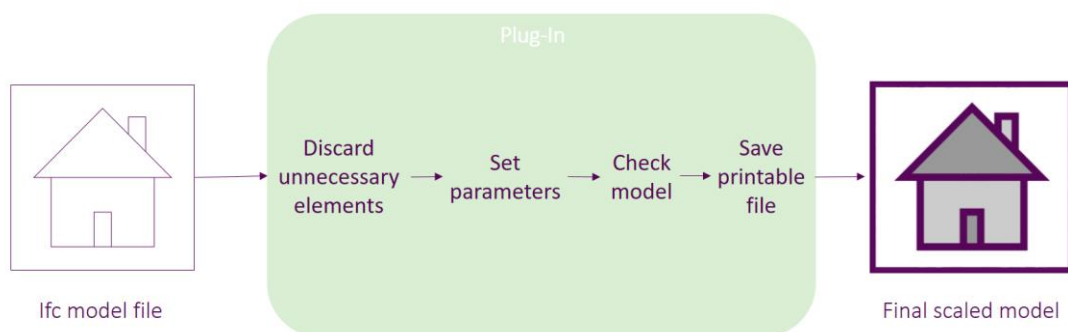 Plug-In
Discard
unnecessary
elements
Set
parameters
Check
model
Save
printable
file
Ifc model file
Final scaled model